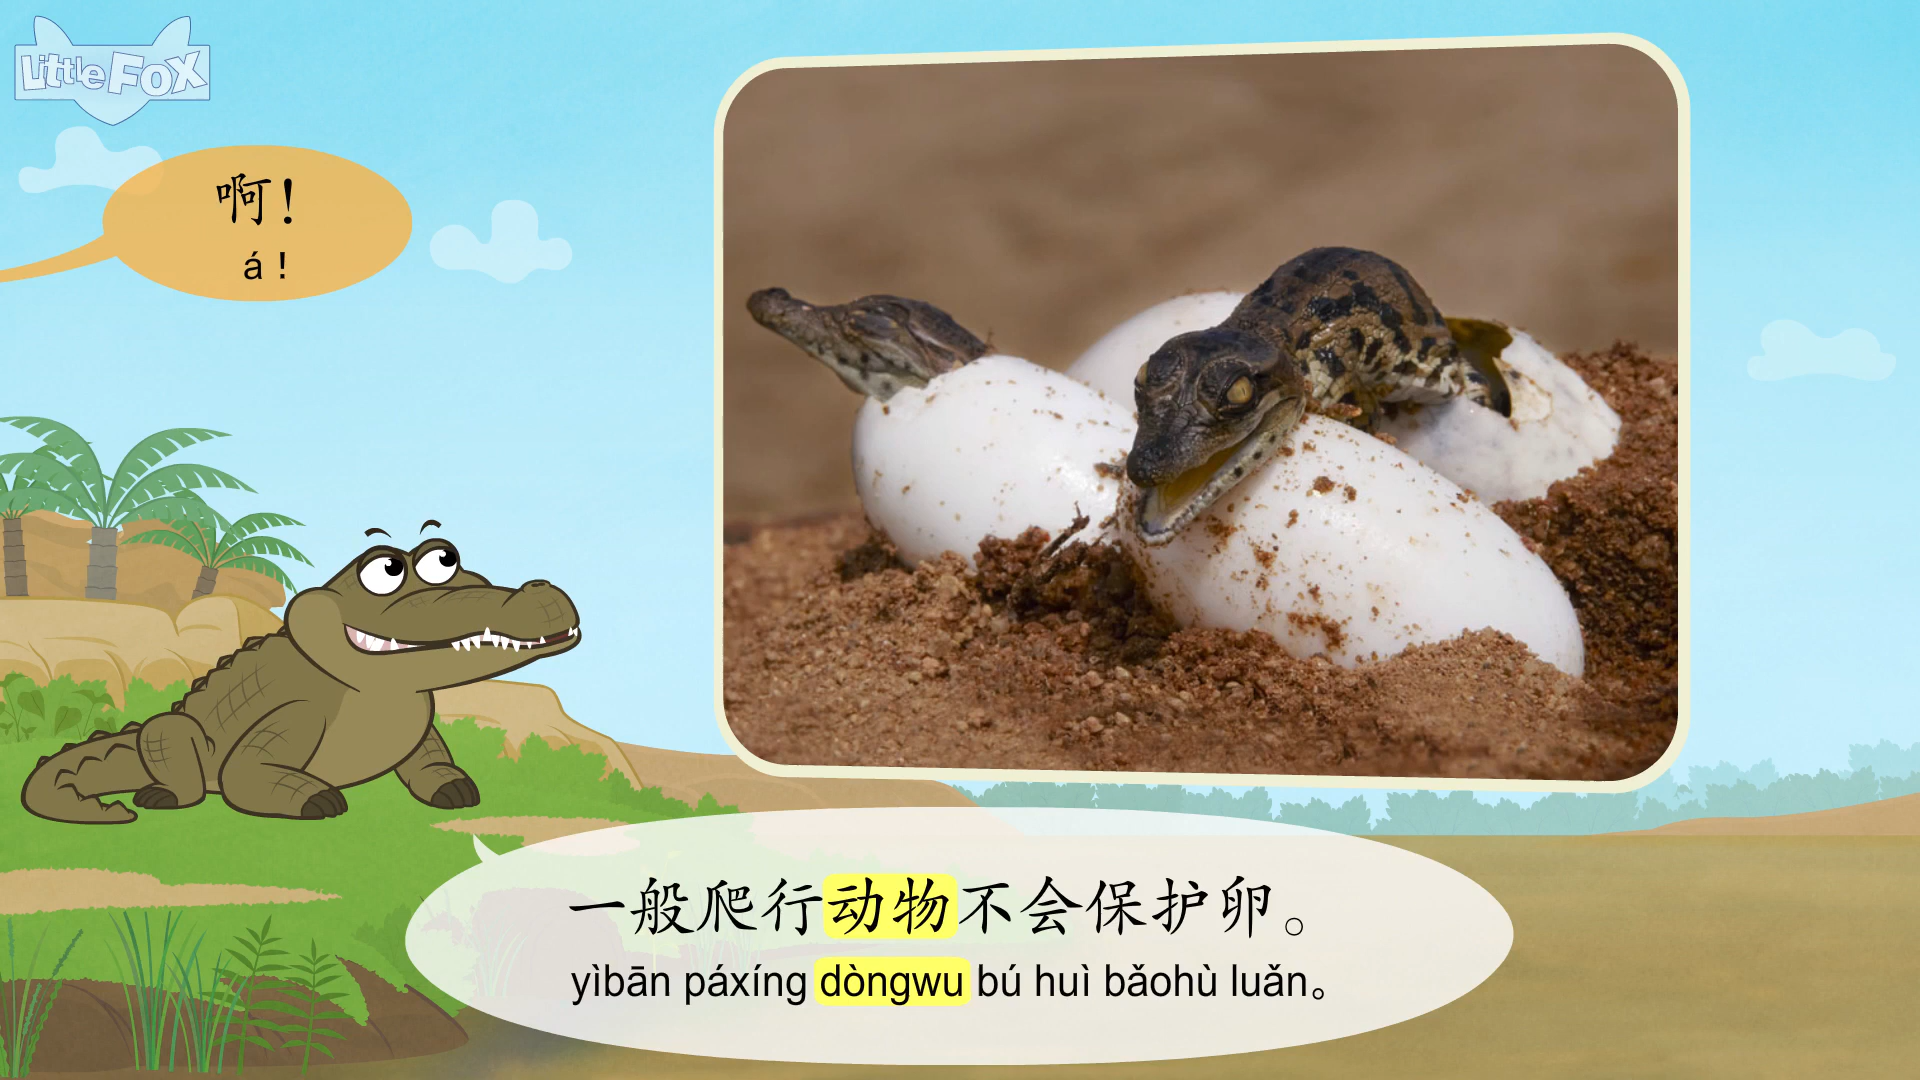 Little Fox
啊！
á !
一般爬行动物不会保护卵。
yìbān páxíng dòngwu bú huì bǎohù luǎn。